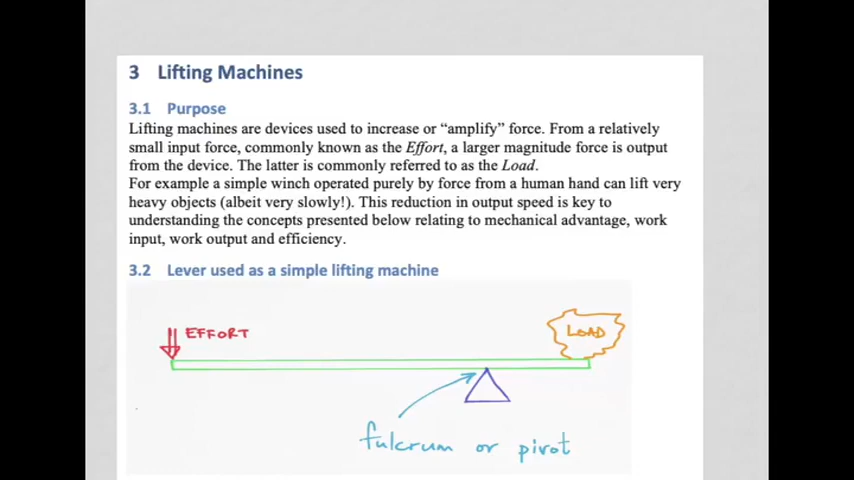 3 Lifting Machines
3.1 Purpose
Lifting machines are devices used to increase or “amplify” force. From a relatively
small input force, commonly known as the Effort, a larger magnitude force is output
from the device. The latter is commonly referred to as the Load.
For example a simple winch operated purely by force from a human hand can lift very
heavy objects (albeit very slowly!). This reduction in output speed is key to
understanding the concepts presented below relating to mechanical advantage, work
input, work output and efficiency.
3.2 Lever used as a simple lifting machine
EFFORT
LOAD
fulcrum or pivot